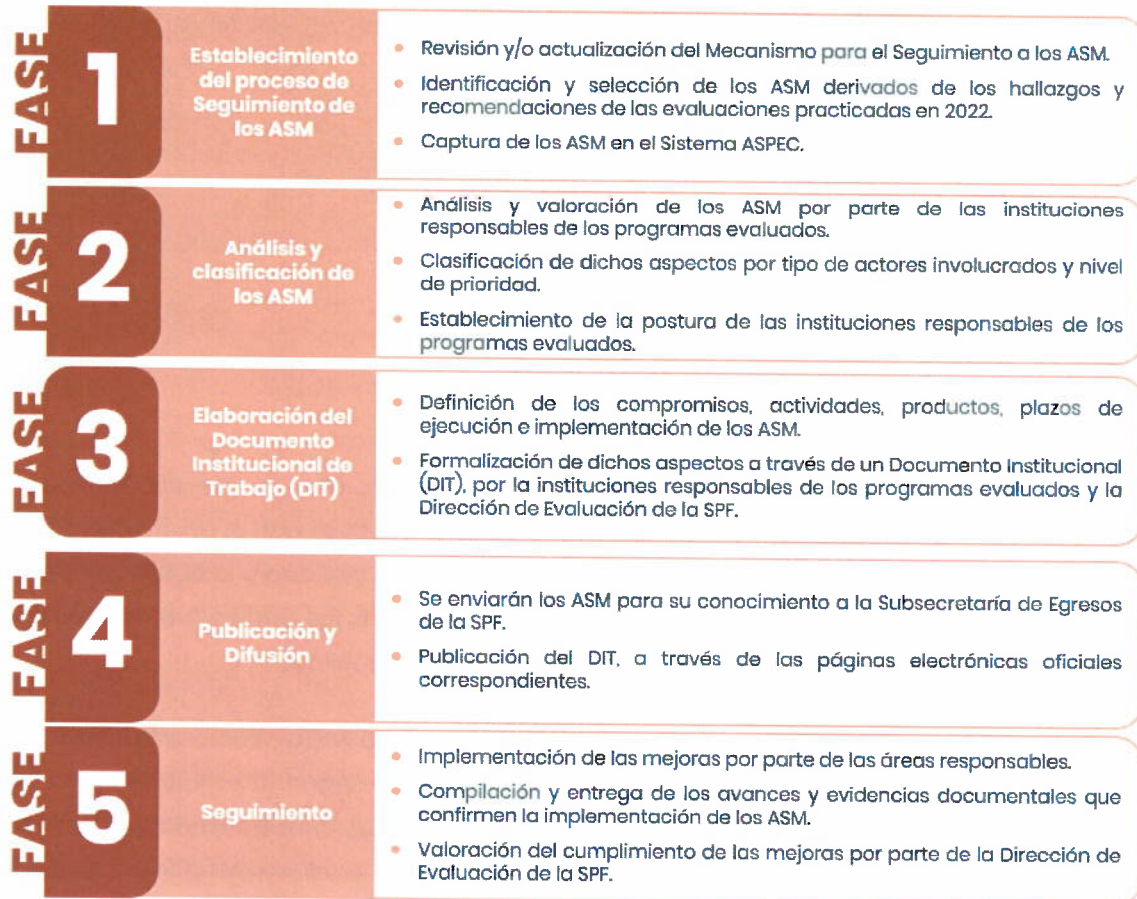 FASE
1
Establecimiento
del proceso de
Seguimiento de
los ASM
• Revisión y/o actualización del Mecanismo para el Seguimiento a los ASM.
• Identificación y selección de los ASM derivados de los hallazgos y
recomendaciones de las evaluaciones practicadas en 2022.
• Captura de los ASM en el Sistema ASPEC.
FASE
2
Análisis y
clasificación de
los ASM
• Análisis y valoración de los ASM por parte de las instituciones
responsables de los programas evaluados.
• Clasificación de dichos aspectos por tipo de actores involucrados y nivel
de prioridad.
• Establecimiento de la postura de las instituciones responsables de los
programas evaluados.
FASE
3
Elaboración del
Documento
Institucional de
Trabajo (DIT)
• Definición de los compromisos, actividades, productos, plazos de
ejecución e implementación de los ASM.
• Formalización de dichos aspectos a través de un Documento Institucional
(DIT), por la instituciones responsables de los programas evaluados y la
Dirección de Evaluación de la SPF.
FASE
4
Publicación y
Difusión
• Se enviarán los ASM para su conocimiento a la Subsecretaría de Egresos
de la SPF.
• Publicación del DIT, a través de las páginas electrónicas oficiales
correspondientes.
FASE
5
Seguimiento
• Implementación de las mejoras por parte de las áreas responsables.
• Compilación y entrega de los avances y evidencias documentales que
confirmen la implementación de los ASM.
• Valoración del cumplimiento de las mejoras por parte de la Dirección de
Evaluación de la SPF.